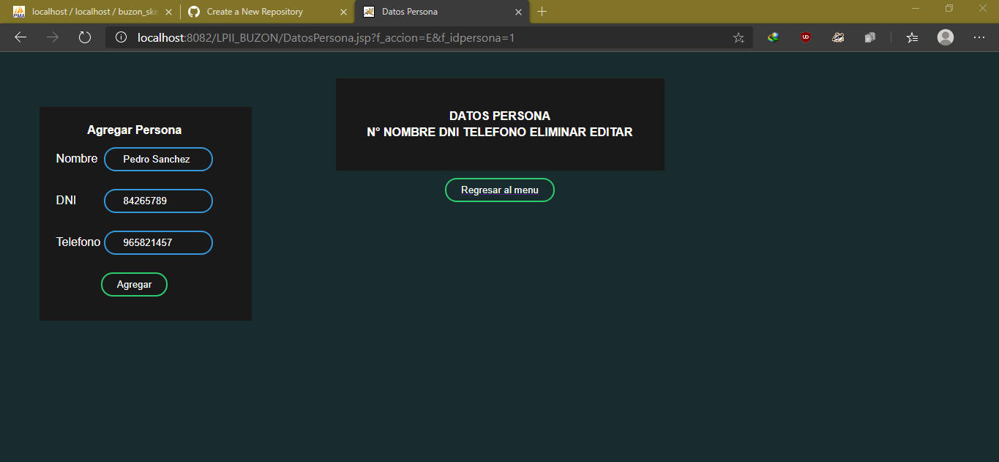 localhost / localhost / buzon_ske
Create a New Repository
Datos Persona
localhost:8082/LPII_BUZON/DatosPersona.jsp?f_accion=E&f_idpersona=1
Agregar Persona
Nombre Pedro Sanchez
DNI 84265789
Telefono 965821457
Agregar
DATOS PERSONA
N° NOMBRE DNI TELEFONO ELIMINAR EDITAR
Regresar al menu